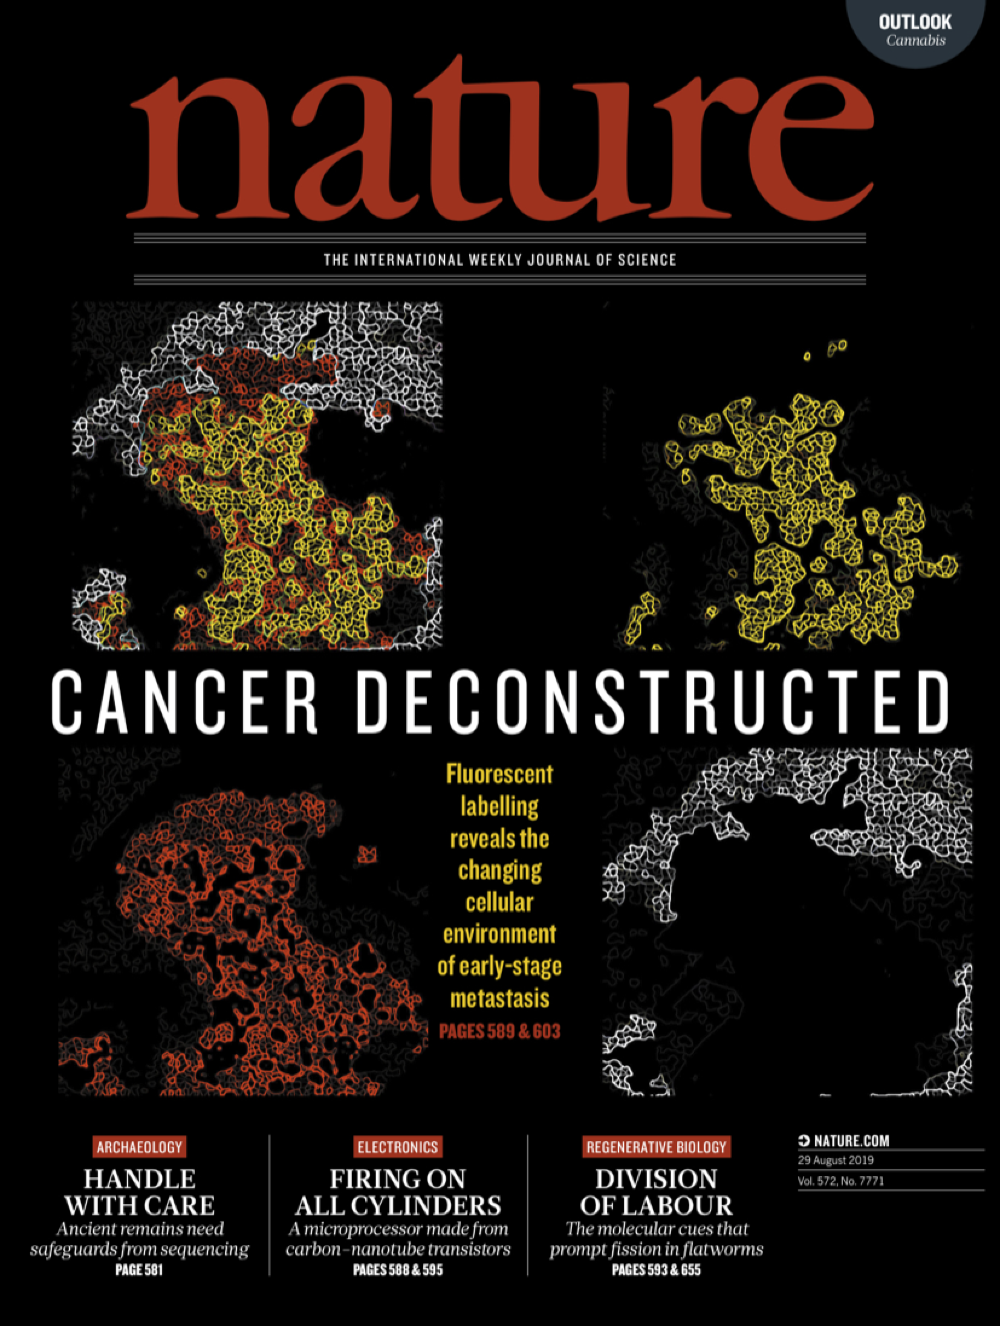 OUTLOOK
Cannabis
nature
THE INTERNATIONAL WEEKLY JOURNAL OF SCIENCE
CANCER DECONSTRUCTED
Fluorescent
labelling
reveals the
changing
cellular
environment
of early-stage
metastasis
PAGES 589 & 603
ARCHAEOLOGY
HANDLE
WITH CARE
Ancient remains need
safeguards from sequencing
PAGE 581
ELECTRONICS
FIRING ON
ALL CYLINDERS
A microprocessor made from
carbon-nanotube transistors
PAGES 588 & 595
REGENERATIVE BIOLOGY
DIVISION
OF LABOUR
The molecular cues that
prompt fission in flatworms
PAGES 593 & 655
NATURE.COM
29 August 2019
Vol. 572, No. 7771